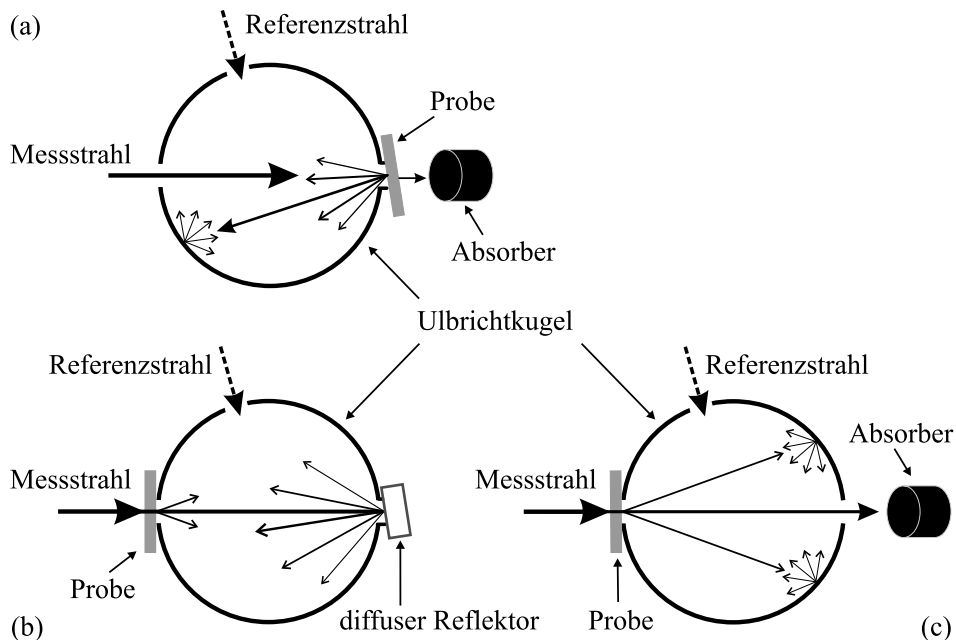 (a)
Referenzstrahl
Probe
Messstrahl
Absorber
Ulbrichtkugel
Referenzstrahl
Messstrahl
Probe
diffuser Reflektor
(b)
Referenzstrahl
Absorber
Messstrahl
Probe
(c)